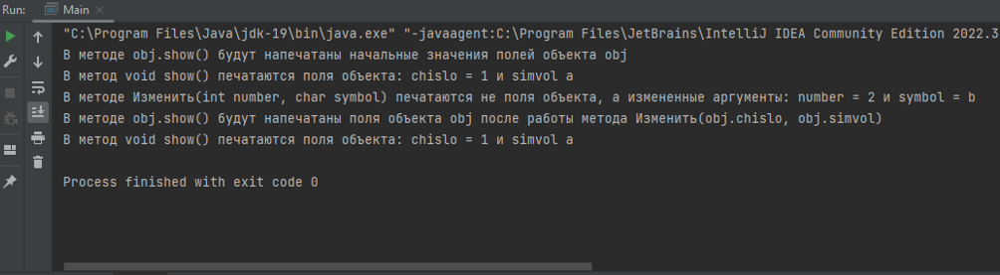 Run: Main
"C:\Program Files\Java\jdk-19\bin\java.exe" "-javaagent:C:\Program Files\JetBrains\IntelliJ IDEA Community Edition 2022.3
В методе obj.show() будут напечатаны начальные значения полей объекта obj
В метод void show() печатаются поля объекта: chislo = 1 и simvol a
В методе Изменить(int number, char symbol) печатаются не поля объекта, а измененные аргументы: number = 2 и symbol = b
В методе obj.show() будут напечатаны поля объекта obj после работы метода Изменить(obj.chislo, obj.simvol)
В метод void show() печатаются поля объекта: chislo = 1 и simvol a
Process finished with exit code 0